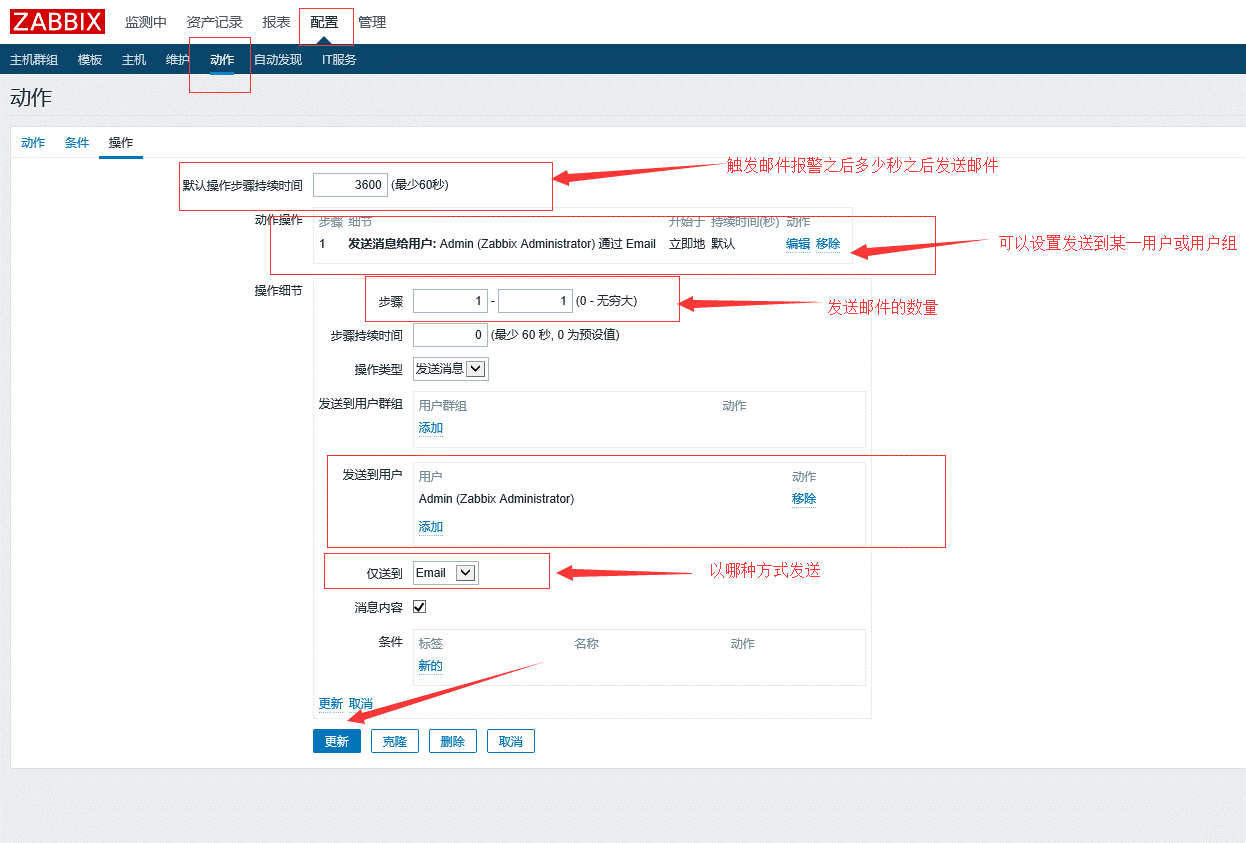 ZABBIX 监测中 资产记录 报表 配置 管理
主机群组 模板 主机 维护 动作 自动发现 IT服务
动作
动作 条件 操作
触发邮件报警之后多少秒之后发送邮件
默认操作步骤持续时间 3600 (最少60秒)
动作操作 步骤 细节 开始于 持续时间(秒) 动作
1 发送消息给用户: Admin (Zabbix Administrator) 通过 Email 立即地 默认 编辑 移除
可以设置发送到某一用户或用户组
操作细节
步骤 1 - 1 (0 - 无穷大)
发送邮件的数量
步骤持续时间 0 (最少 60 秒, 0 为预设值)
操作类型 发送消息
发送到用户群组 用户群组 动作
添加
发送到用户 用户 动作
Admin (Zabbix Administrator) 移除
添加
仅送到 Email
以哪种方式发送
消息内容
条件 标签 名称 动作
新的
更新 取消
更新 克隆 删除 取消